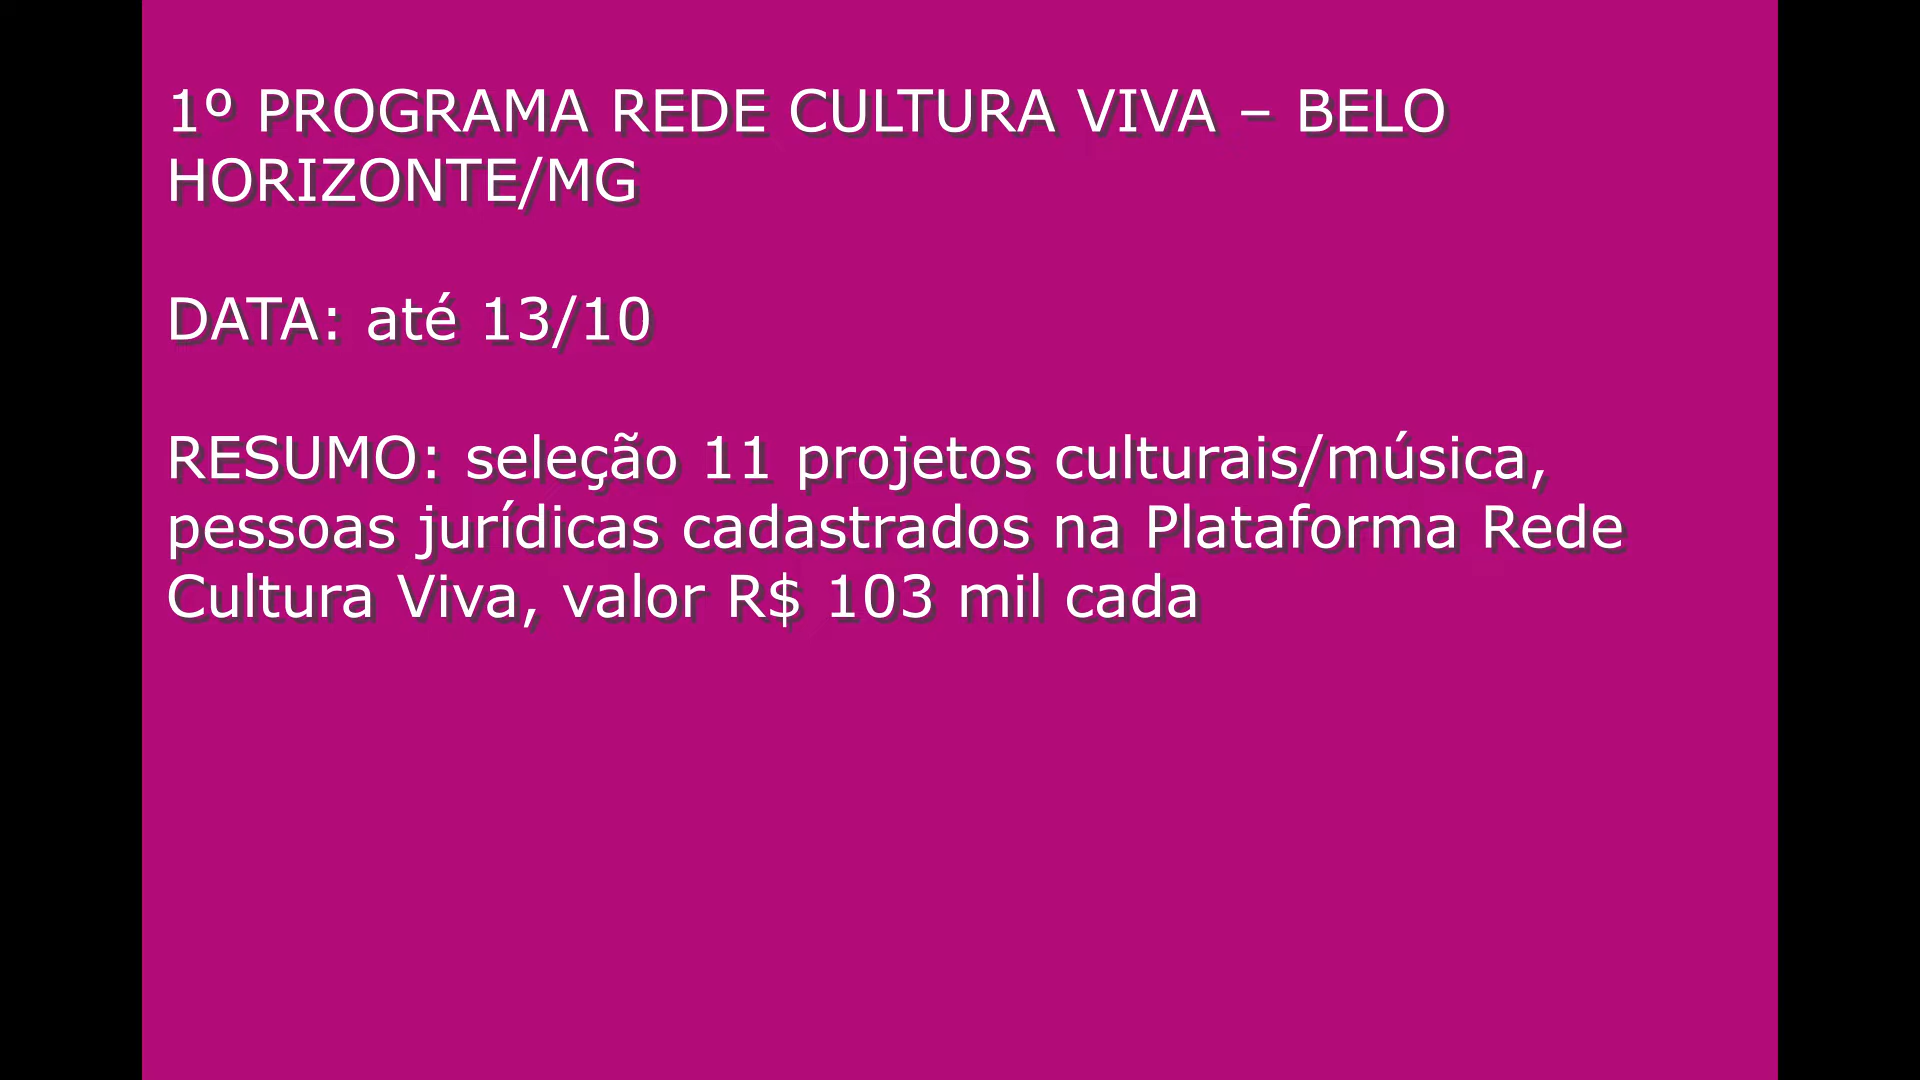 1º PROGRAMA REDE CULTURA VIVA – BELO
HORIZONTE/MG
DATA: até 13/10
RESUMO: seleção 11 projetos culturais/música,
pessoas jurídicas cadastrados na Plataforma Rede
Cultura Viva, valor R$ 103 mil cada